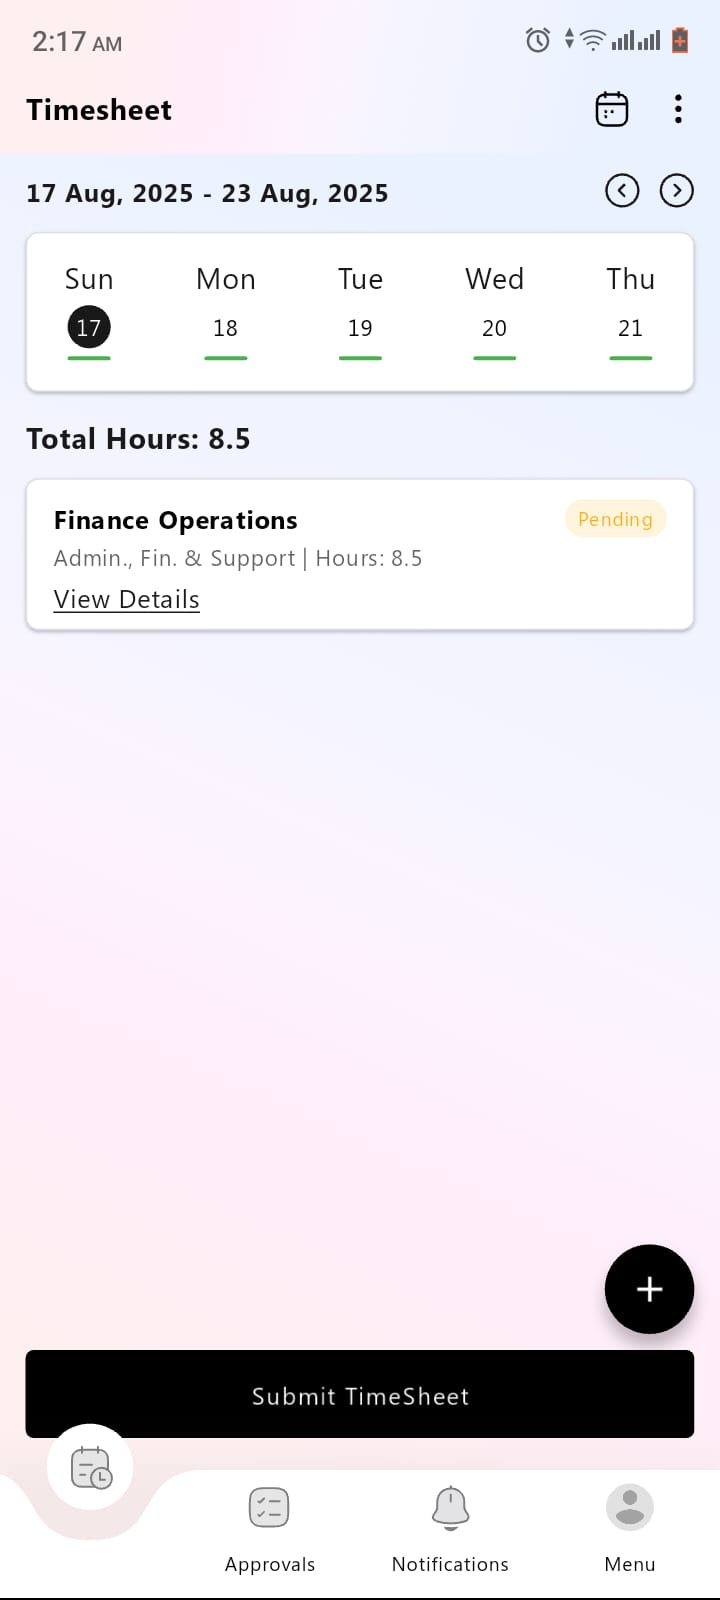 2:17 AM
Timesheet
17 Aug, 2025 - 23 Aug, 2025
Sun Mon Tue Wed Thu
17 18 19 20 21
Total Hours: 8.5
Finance Operations Pending
Admin., Fin. & Support | Hours: 8.5
View Details
+
Submit TimeSheet
Approvals Notifications Menu